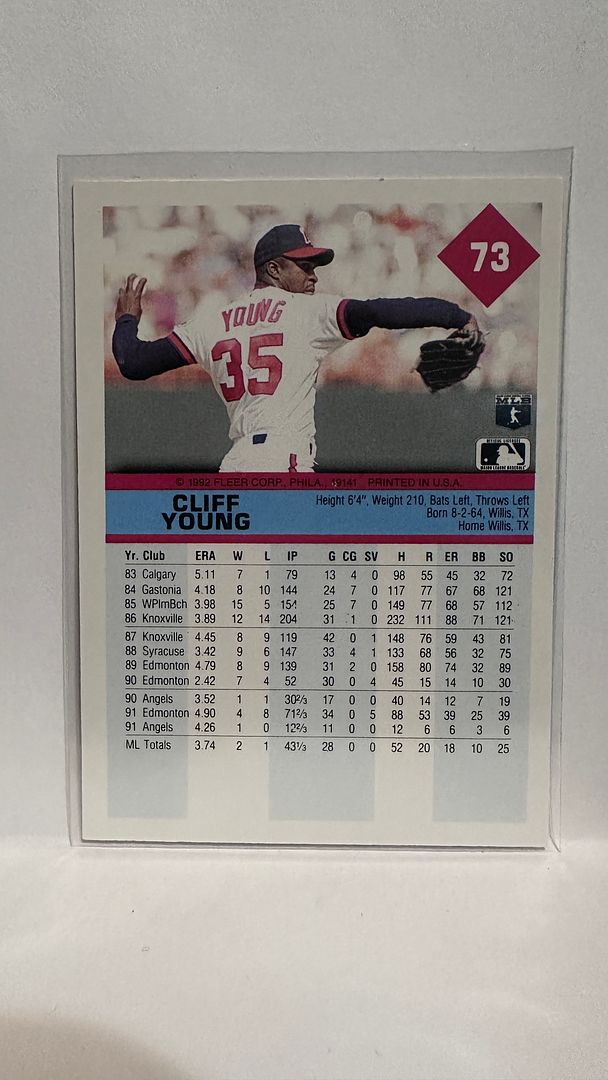 73
YOUNG
35
MLB
OFFICIAL LICENSEE
MAJOR LEAGUE BASEBALL
© 1992 FLEER CORP., PHILA., 19141 PRINTED IN U.S.A.
CLIFF
YOUNG
Height 6'4", Weight 210, Bats Left, Throws Left
Born 8-2-64, Willis, TX
Home Willis, TX
Yr. Club ERA W L IP G CG SV H R ER BB SO
83 Calgary 5.11 7 1 79 13 4 0 98 55 45 32 72
84 Gastonia 4.18 8 10 144 24 7 0 117 77 67 68 121
85 WPlmBch 3.98 15 5 154 25 7 0 149 77 68 57 112
86 Knoxville 3.89 12 14 204 31 1 0 232 111 88 71 121
87 Knoxville 4.45 8 9 119 42 0 1 148 76 59 43 81
88 Syracuse 3.42 9 6 147 33 4 1 133 68 56 32 75
89 Edmonton 4.79 8 9 139 31 2 0 158 80 74 32 89
90 Edmonton 2.42 7 4 52 30 0 4 45 15 14 10 30
90 Angels 3.52 1 1 30⅔ 17 0 0 40 14 12 7 19
91 Edmonton 4.90 4 8 71⅔ 34 0 5 88 53 39 25 39
91 Angels 4.26 1 0 12⅔ 11 0 0 12 6 6 3 6
ML Totals 3.74 2 1 43⅓ 28 0 0 52 20 18 10 25